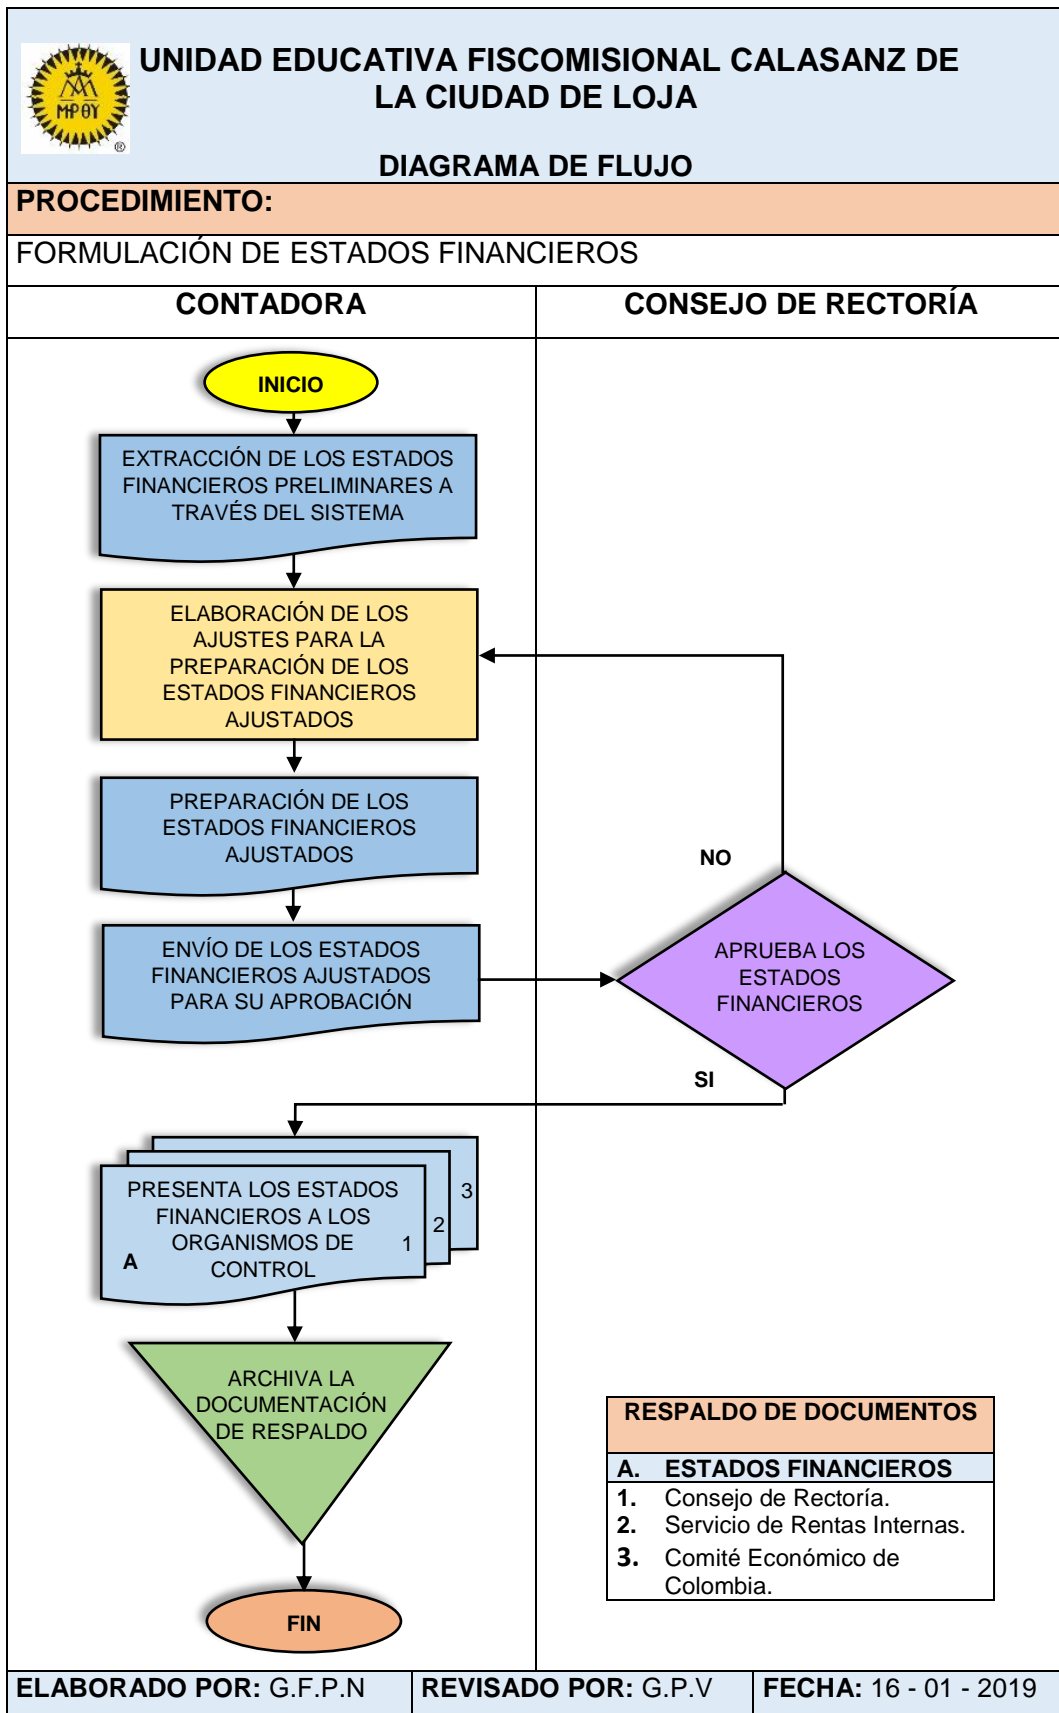 UNIDAD EDUCATIVA FISCOMISIONAL CALASANZ DE
LA CIUDAD DE LOJA
MP ΘY
®
DIAGRAMA DE FLUJO
PROCEDIMIENTO:
FORMULACIÓN DE ESTADOS FINANCIEROS
CONTADORA
CONSEJO DE RECTORÍA
INICIO
EXTRACCIÓN DE LOS ESTADOS
FINANCIEROS PRELIMINARES A
TRAVÉS DEL SISTEMA
ELABORACIÓN DE LOS
AJUSTES PARA LA
PREPARACIÓN DE LOS
ESTADOS FINANCIEROS
AJUSTADOS
PREPARACIÓN DE LOS
ESTADOS FINANCIEROS
AJUSTADOS
ENVÍO DE LOS ESTADOS
FINANCIEROS AJUSTADOS
PARA SU APROBACIÓN
NO
APRUEBA LOS
ESTADOS
FINANCIEROS
SI
PRESENTA LOS ESTADOS
FINANCIEROS A LOS
ORGANISMOS DE
CONTROL
A
1
2
3
ARCHIVA LA
DOCUMENTACIÓN
DE RESPALDO
FIN
RESPALDO DE DOCUMENTOS
A. ESTADOS FINANCIEROS
1. Consejo de Rectoría.
2. Servicio de Rentas Internas.
3. Comité Económico de
Colombia.
ELABORADO POR: G.F.P.N
REVISADO POR: G.P.V
FECHA: 16 - 01 - 2019